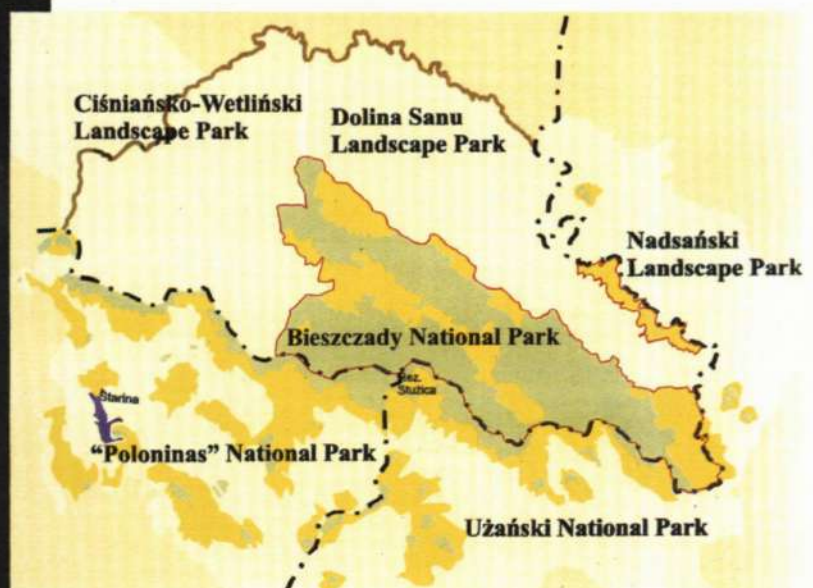 Ciśniańsko-Wetliński
Landscape Park
Dolina Sanu
Landscape Park
Nadsański
Landscape Park
Bieszczady National Park
Rez.
Stužica
Starina
“Poloninas” National Park
Użański National Park